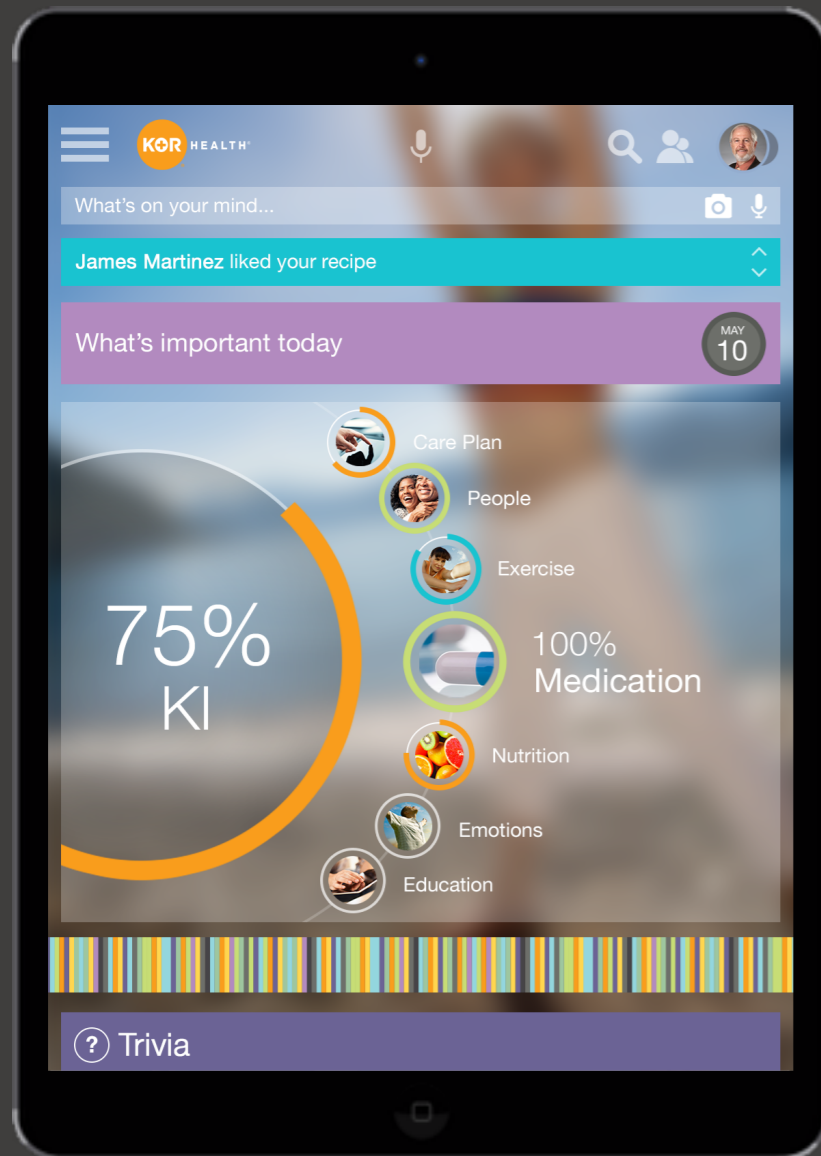 KOR HEALTH
What's on your mind...
James Martinez liked your recipe
What's important today
MAY
10
Care Plan
People
Exercise
75%
KI
100%
Medication
Nutrition
Emotions
Education
? Trivia